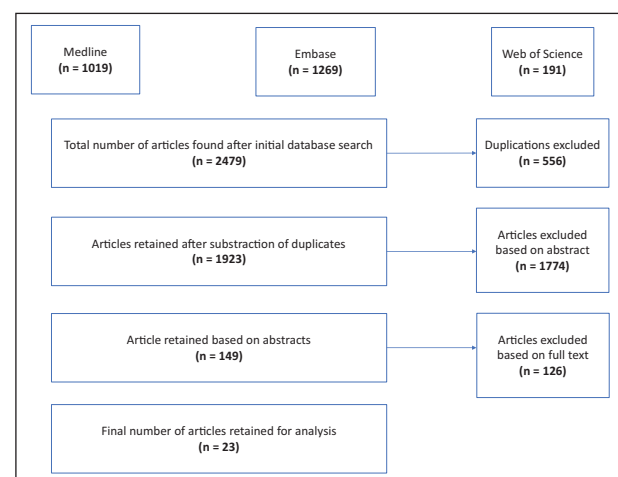 Medline
(n = 1019)
Embase
(n = 1269)
Web of Science
(n = 191)
Total number of articles found after initial database search
(n = 2479)
Duplications excluded
(n = 556)
Articles retained after substraction of duplicates
(n = 1923)
Articles excluded
based on abstract
(n = 1774)
Article retained based on abstracts
(n = 149)
Articles excluded
based on full text
(n = 126)
Final number of articles retained for analysis
(n = 23)